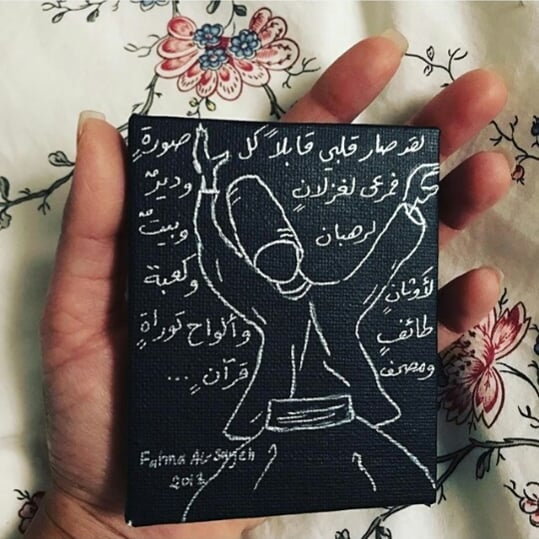 لقد صار قلبي قابلاً كل صورةٍ
فمرعى لغزلانٍ وديرٌ
لرهبان وبيتٌ
لأوثانٍ وكعبة
طائفٍ وألواح توراةٍ
ومصحف قرآنٍ ...
Fatma Al-Sayeh
2013